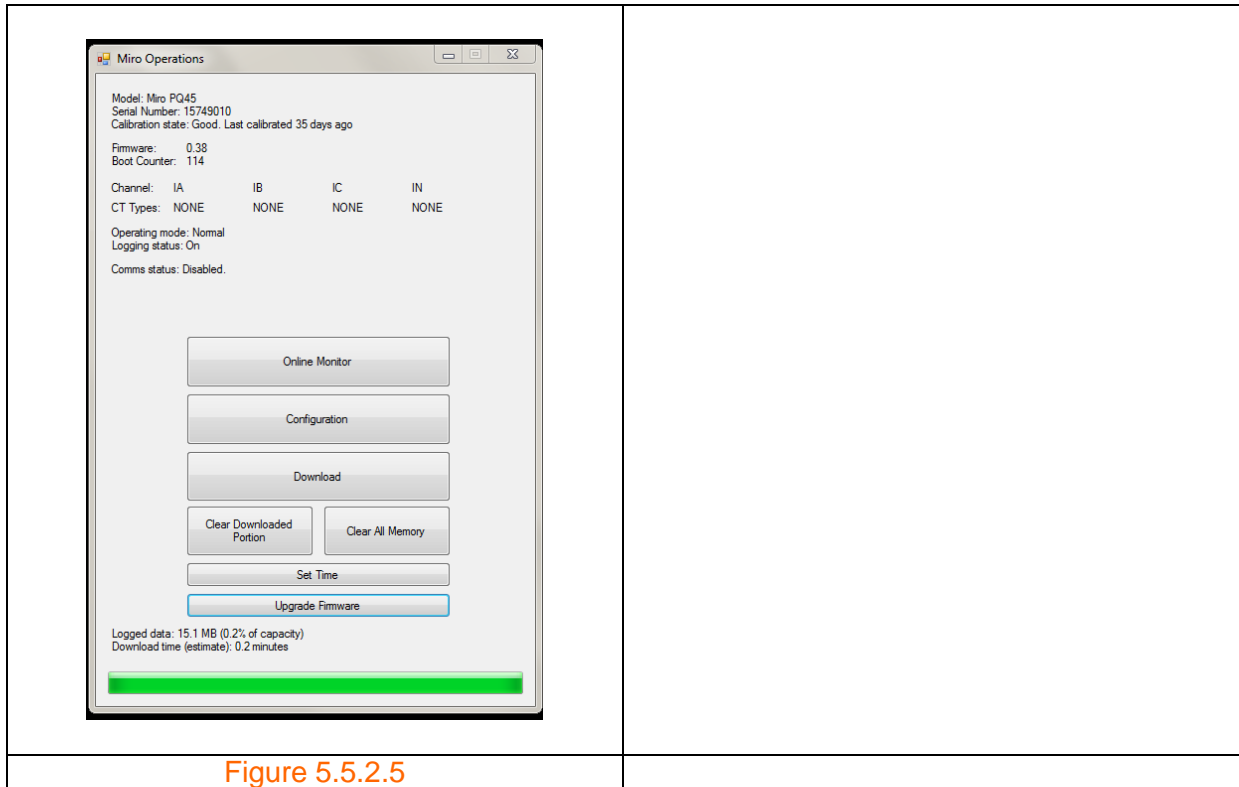 Miro Operations
Model: Miro PQ45
Serial Number: 15749010
Calibration state: Good. Last calibrated 35 days ago
Firmware: 0.38
Boot Counter: 114
Channel: IA IB IC IN
CT Types: NONE NONE NONE NONE
Operating mode: Normal
Logging status: On
Comms status: Disabled.
Online Monitor
Configuration
Download
Clear Downloaded
Portion
Clear All Memory
Set Time
Upgrade Firmware
Logged data: 15.1 MB (0.2% of capacity)
Download time (estimate): 0.2 minutes
Figure 5.5.2.5